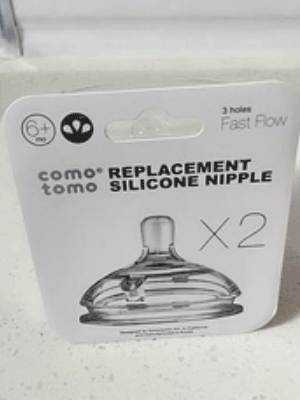 6+
mo
3 holes
Fast Flow
como® REPLACEMENT
tomo SILICONE NIPPLE
X2